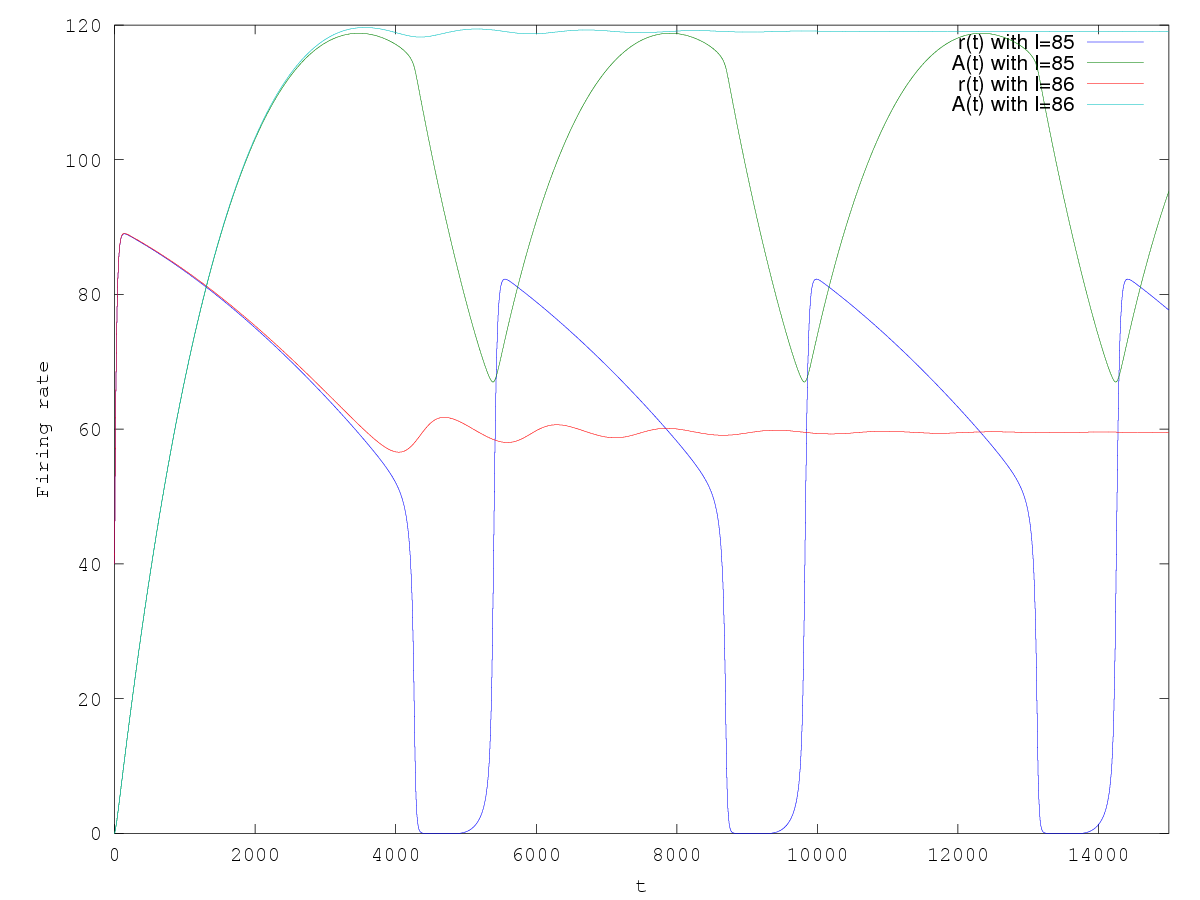 120
r(t) with I=85
A(t) with I=85
r(t) with I=86
A(t) with I=86
100
80
60
40
20
0
Firing rate
0 2000 4000 6000 8000 10000 12000 14000
t